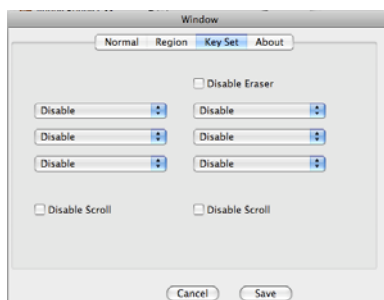 Window
Normal Region Key Set About
Disable Eraser
Disable Disable
Disable Disable
Disable Disable
Disable Scroll Disable Scroll
Cancel Save